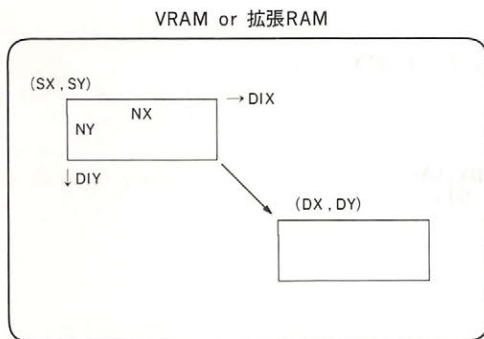 VRAM or 拡張RAM
(SX , SY)
→DIX
NX
NY
↓DIY
(DX , DY)